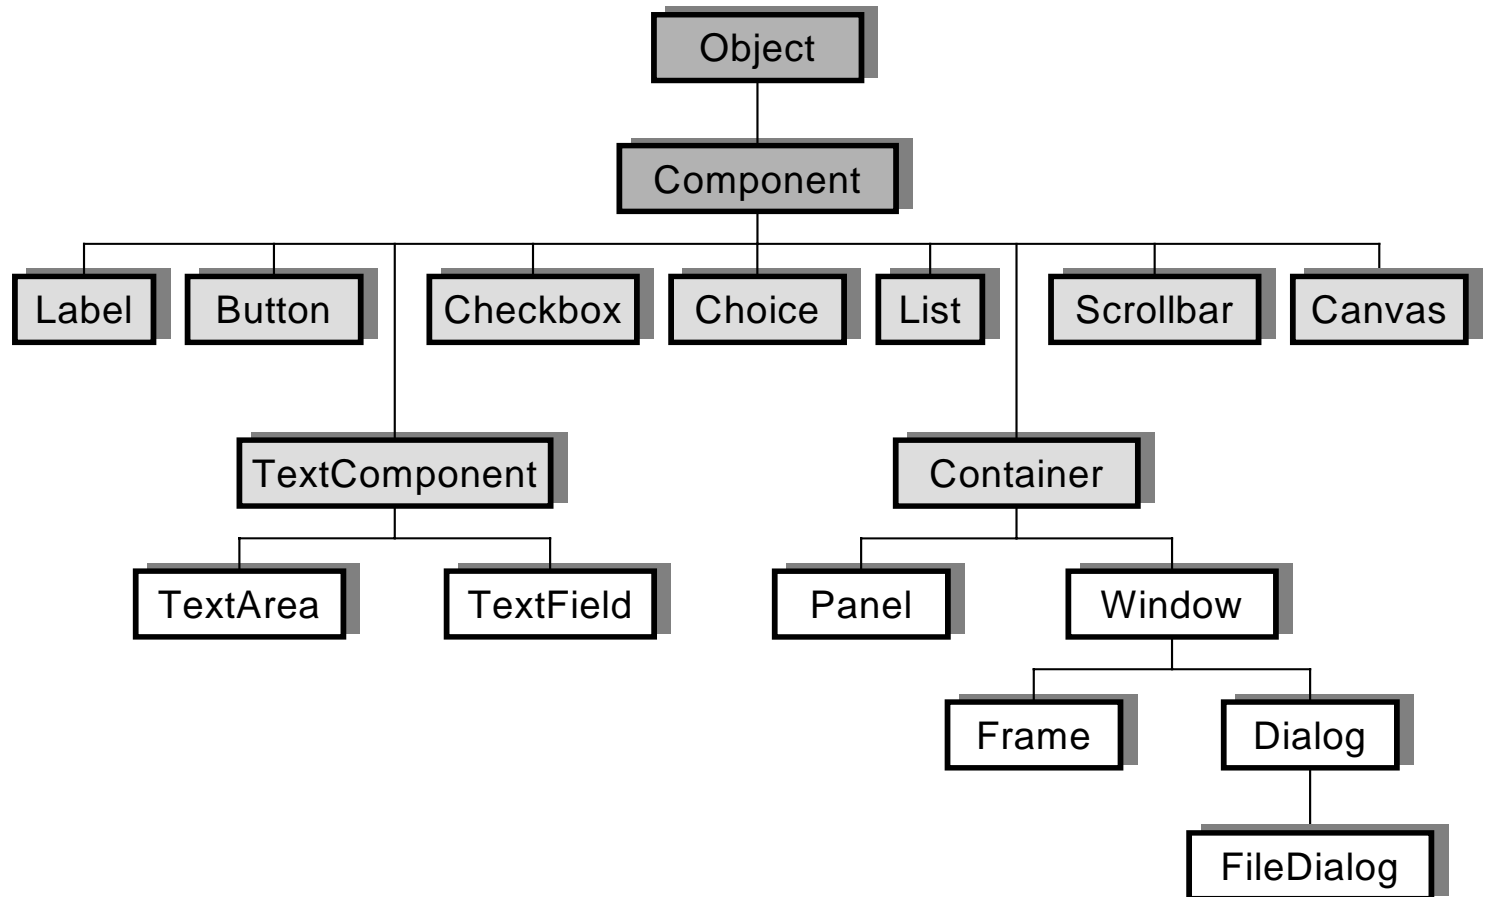 Object
Component
Label
Button
Checkbox
Choice
List
Scrollbar
Canvas
TextComponent
Container
TextArea
TextField
Panel
Window
Frame
Dialog
FileDialog